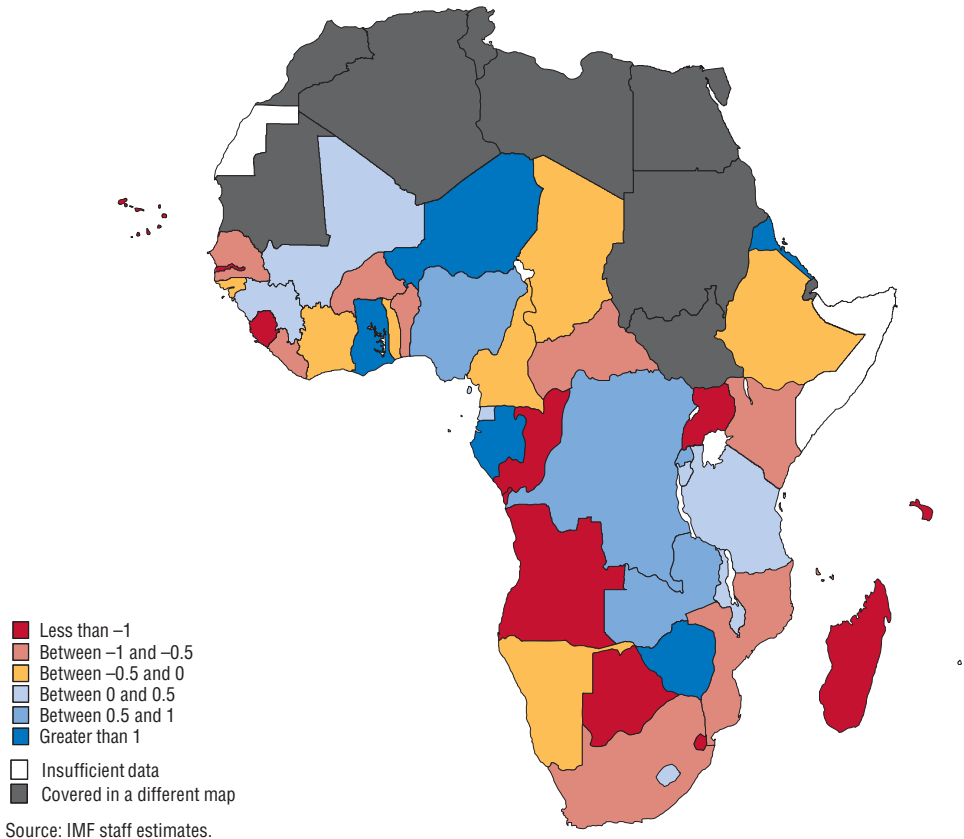 Less than –1
Between –1 and –0.5
Between –0.5 and 0
Between 0 and 0.5
Between 0.5 and 1
Greater than 1
Insufficient data
Covered in a different map
Source: IMF staff estimates.